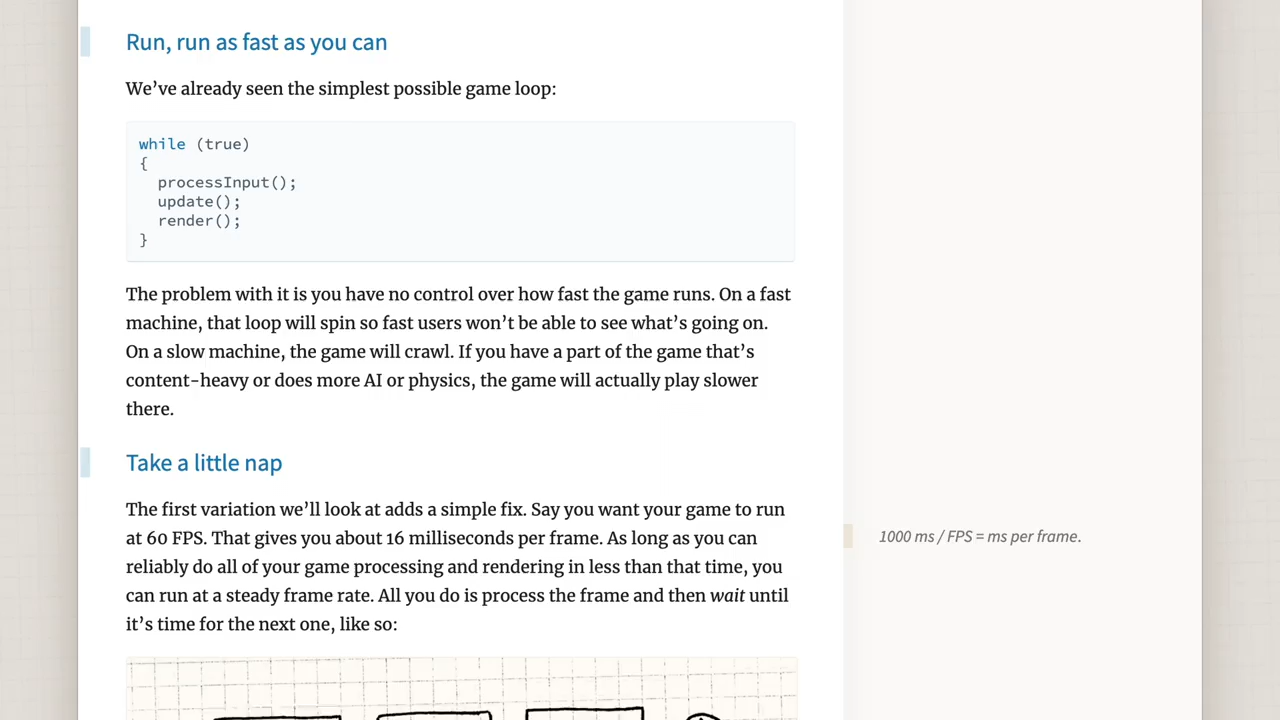 Run, run as fast as you can
We’ve already seen the simplest possible game loop:
while (true)
{
  processInput();
  update();
  render();
}
The problem with it is you have no control over how fast the game runs. On a fast
machine, that loop will spin so fast users won’t be able to see what’s going on.
On a slow machine, the game will crawl. If you have a part of the game that’s
content-heavy or does more AI or physics, the game will actually play slower
there.
Take a little nap
The first variation we’ll look at adds a simple fix. Say you want your game to run
at 60 FPS. That gives you about 16 milliseconds per frame. As long as you can
reliably do all of your game processing and rendering in less than that time, you
can run at a steady frame rate. All you do is process the frame and then wait until
it’s time for the next one, like so:
1000 ms / FPS = ms per frame.